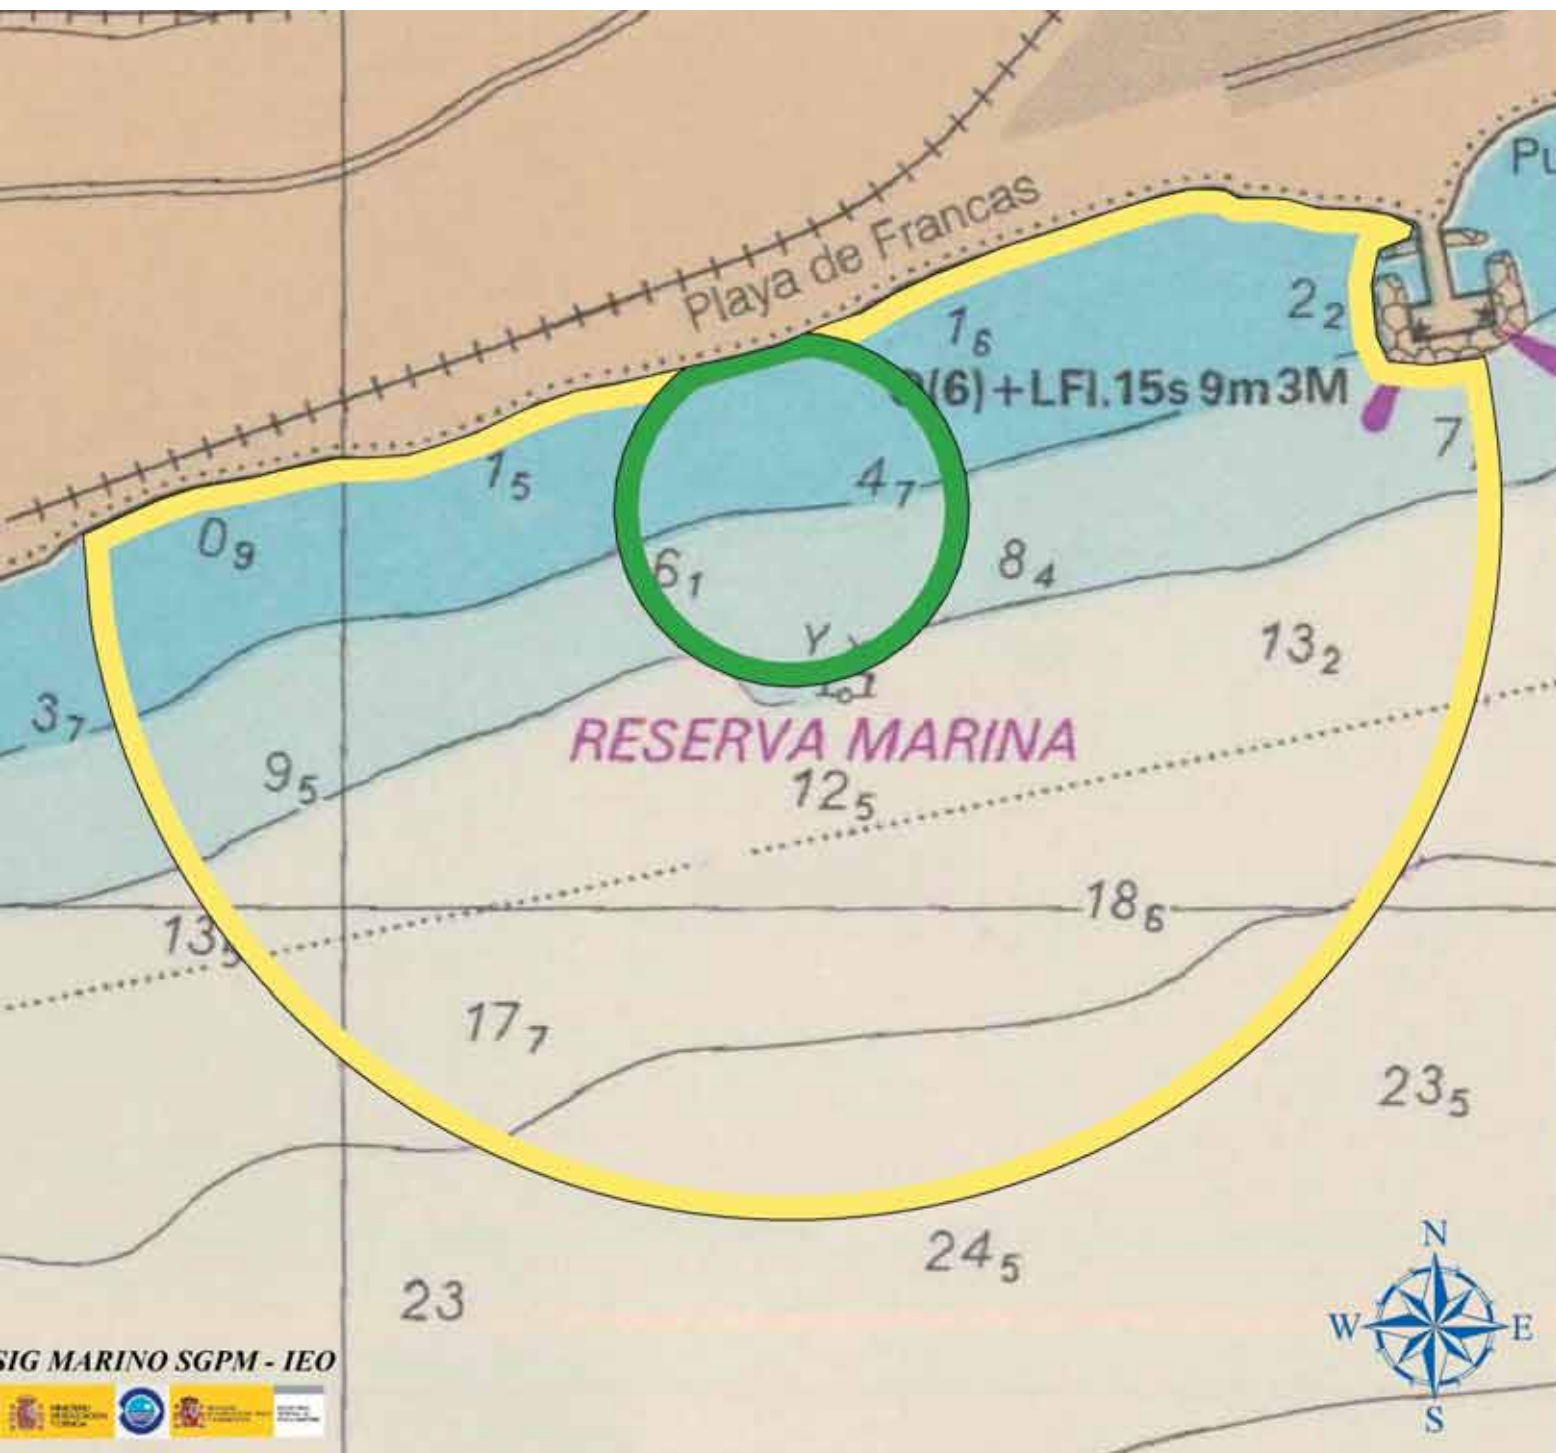 Pu
Playa de Francas
1₆
2₂
(6)+LFl.15s 9m 3M
7
1₅
4₇
0₉
6₁
8₄
Y
13₂
3₇
RESERVA MARINA
9₅
12₅
18₆
13₅
17₇
23₅
N
24₅
23
W
E
S
SIG MARINO SGPM - IEO